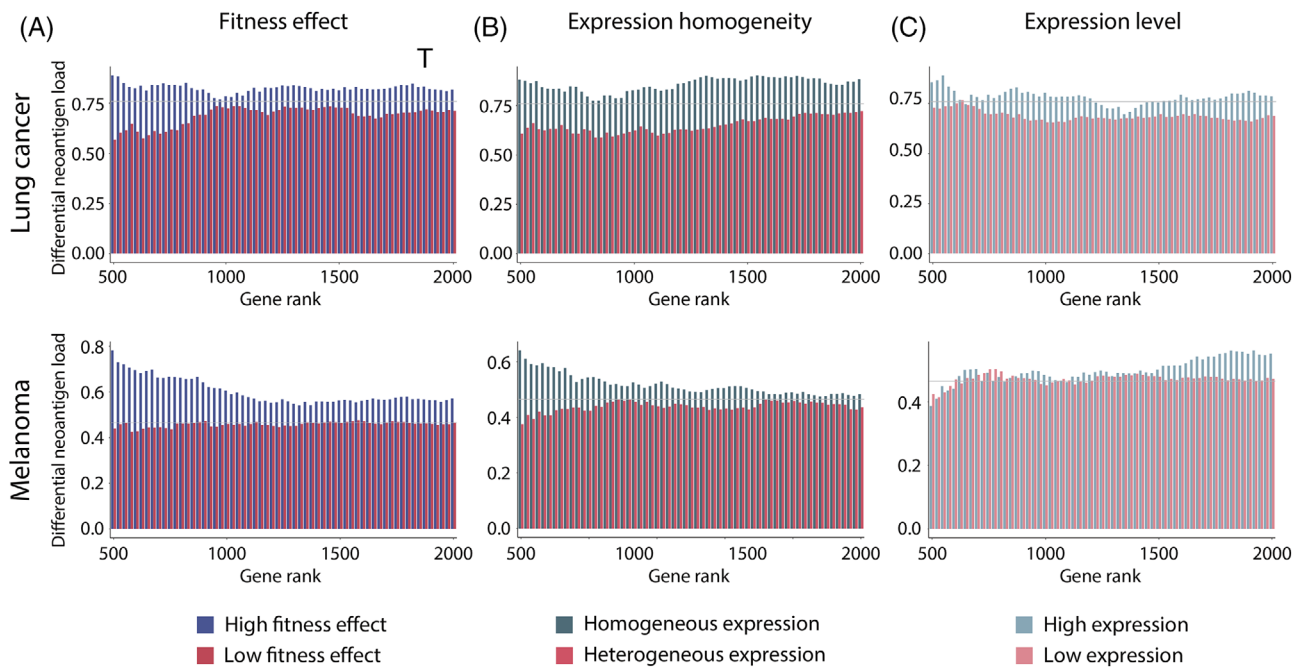 (A) Fitness effect (B) Expression homogeneity (C) Expression level
T
Lung cancer
Differential neoantigen load
0.75
0.50
0.25
0.00
500 1000 1500 2000
Gene rank
0.75
0.50
0.25
0.00
500 1000 1500 2000
Gene rank
0.75
0.50
0.25
0.00
500 1000 1500 2000
Gene rank
Melanoma
Differential neoantigen load
0.8
0.6
0.4
0.2
0.0
500 1000 1500 2000
Gene rank
0.6
0.4
0.2
0.0
500 1000 1500 2000
Gene rank
0.4
0.2
0.0
500 1000 1500 2000
Gene rank
High fitness effect
Low fitness effect
Homogeneous expression
Heterogeneous expression
High expression
Low expression